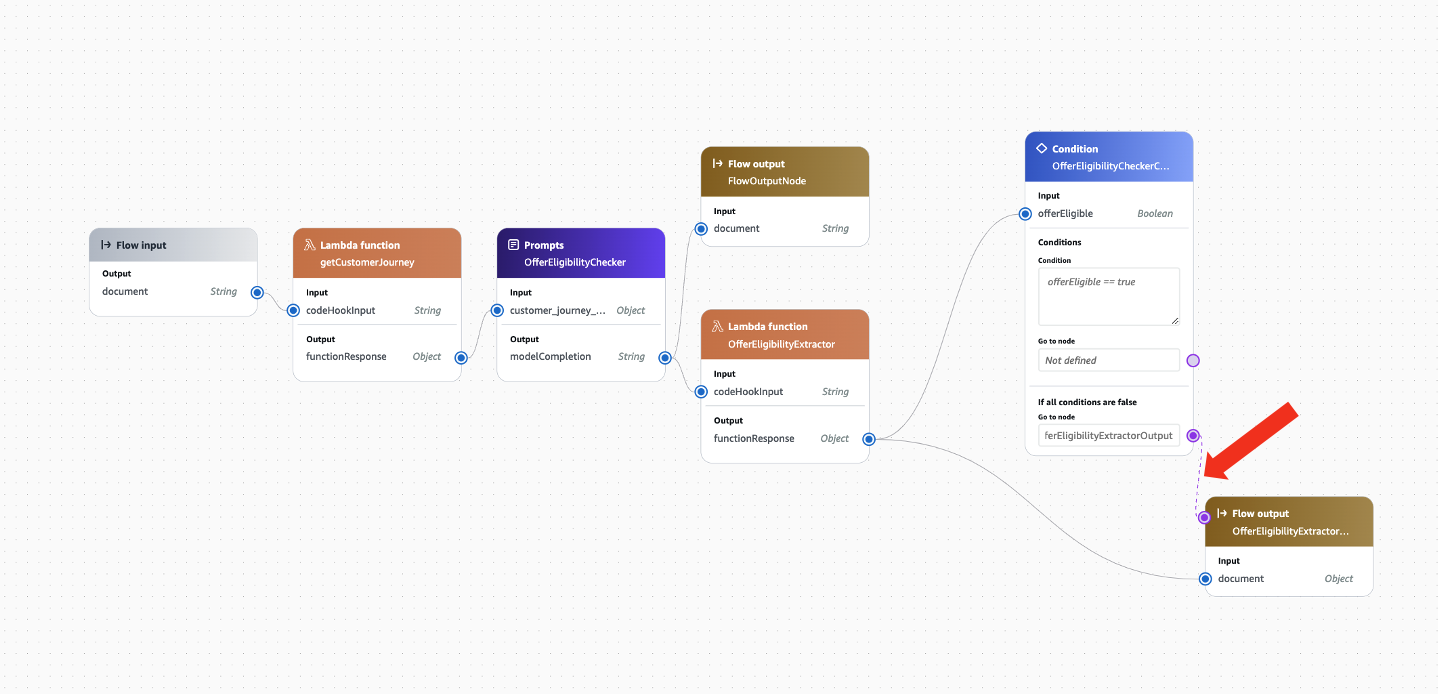 Flow input
Output
document String
Lambda function
getCustomerJourney
Input
codeHookInput String
Output
functionResponse Object
Prompts
OfferEligibilityChecker
Input
customer_journey_... Object
Output
modelCompletion String
Flow output
FlowOutputNode
Input
document String
Lambda function
OfferEligibilityExtractor
Input
codeHookInput String
Output
functionResponse Object
Condition
OfferEligibilityCheckerC...
Input
offerEligible Boolean
Conditions
Condition
offerEligible == true
Go to node
Not defined
If all conditions are false
Go to node
ferEligibilityExtractorOutput
Flow output
OfferEligibilityExtractor...
Input
document Object